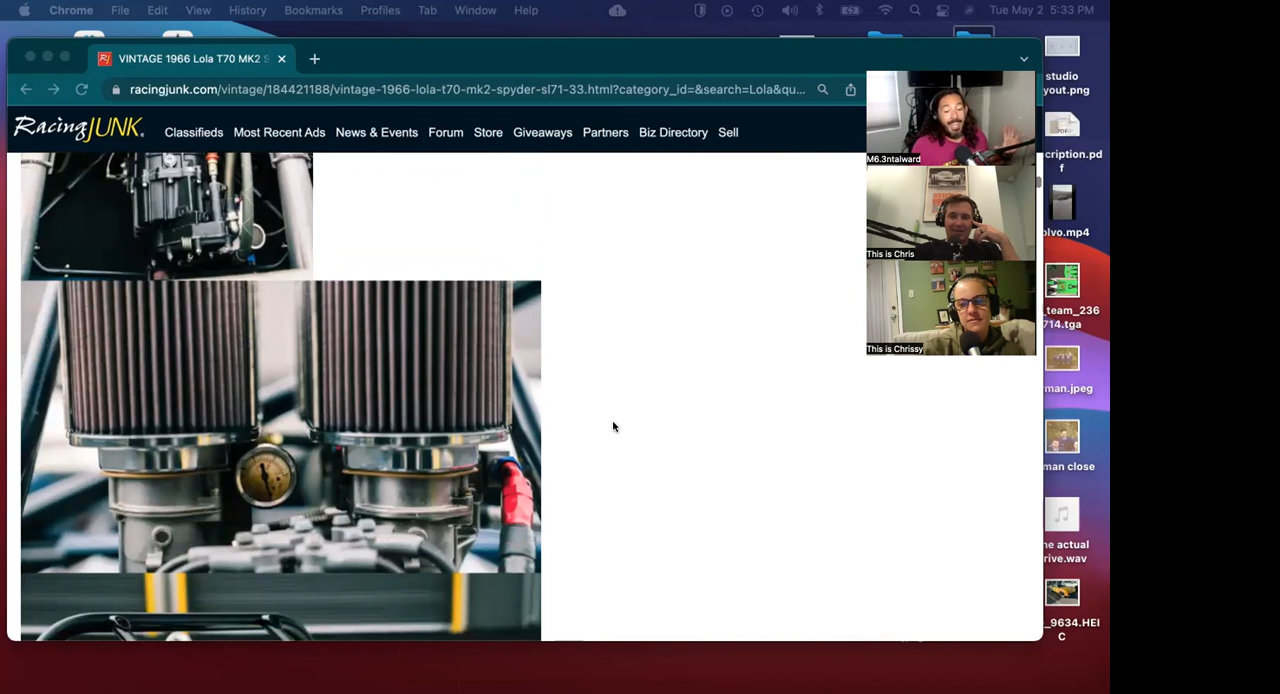 Chrome File Edit View History Bookmarks Profiles Tab Window Help Tue May 2 5:33 PM
VINTAGE 1966 Lola T70 MK2 S
racingjunk.com/vintage/184421188/vintage-1966-lola-t70-mk2-spyder-sl71-33.html?category_id=&search=Lola&qu...
RacingJUNK
Classifieds Most Recent Ads News & Events Forum Store Giveaways Partners Biz Directory Sell
M6.3ntalward
This is Chris
This is Chrissy
studio
yout.png
cription.pd
f
olvo.mp4
_team_236
714.tga
man.jpeg
man close
ne actual
rive.wav
_9634.HEI
C